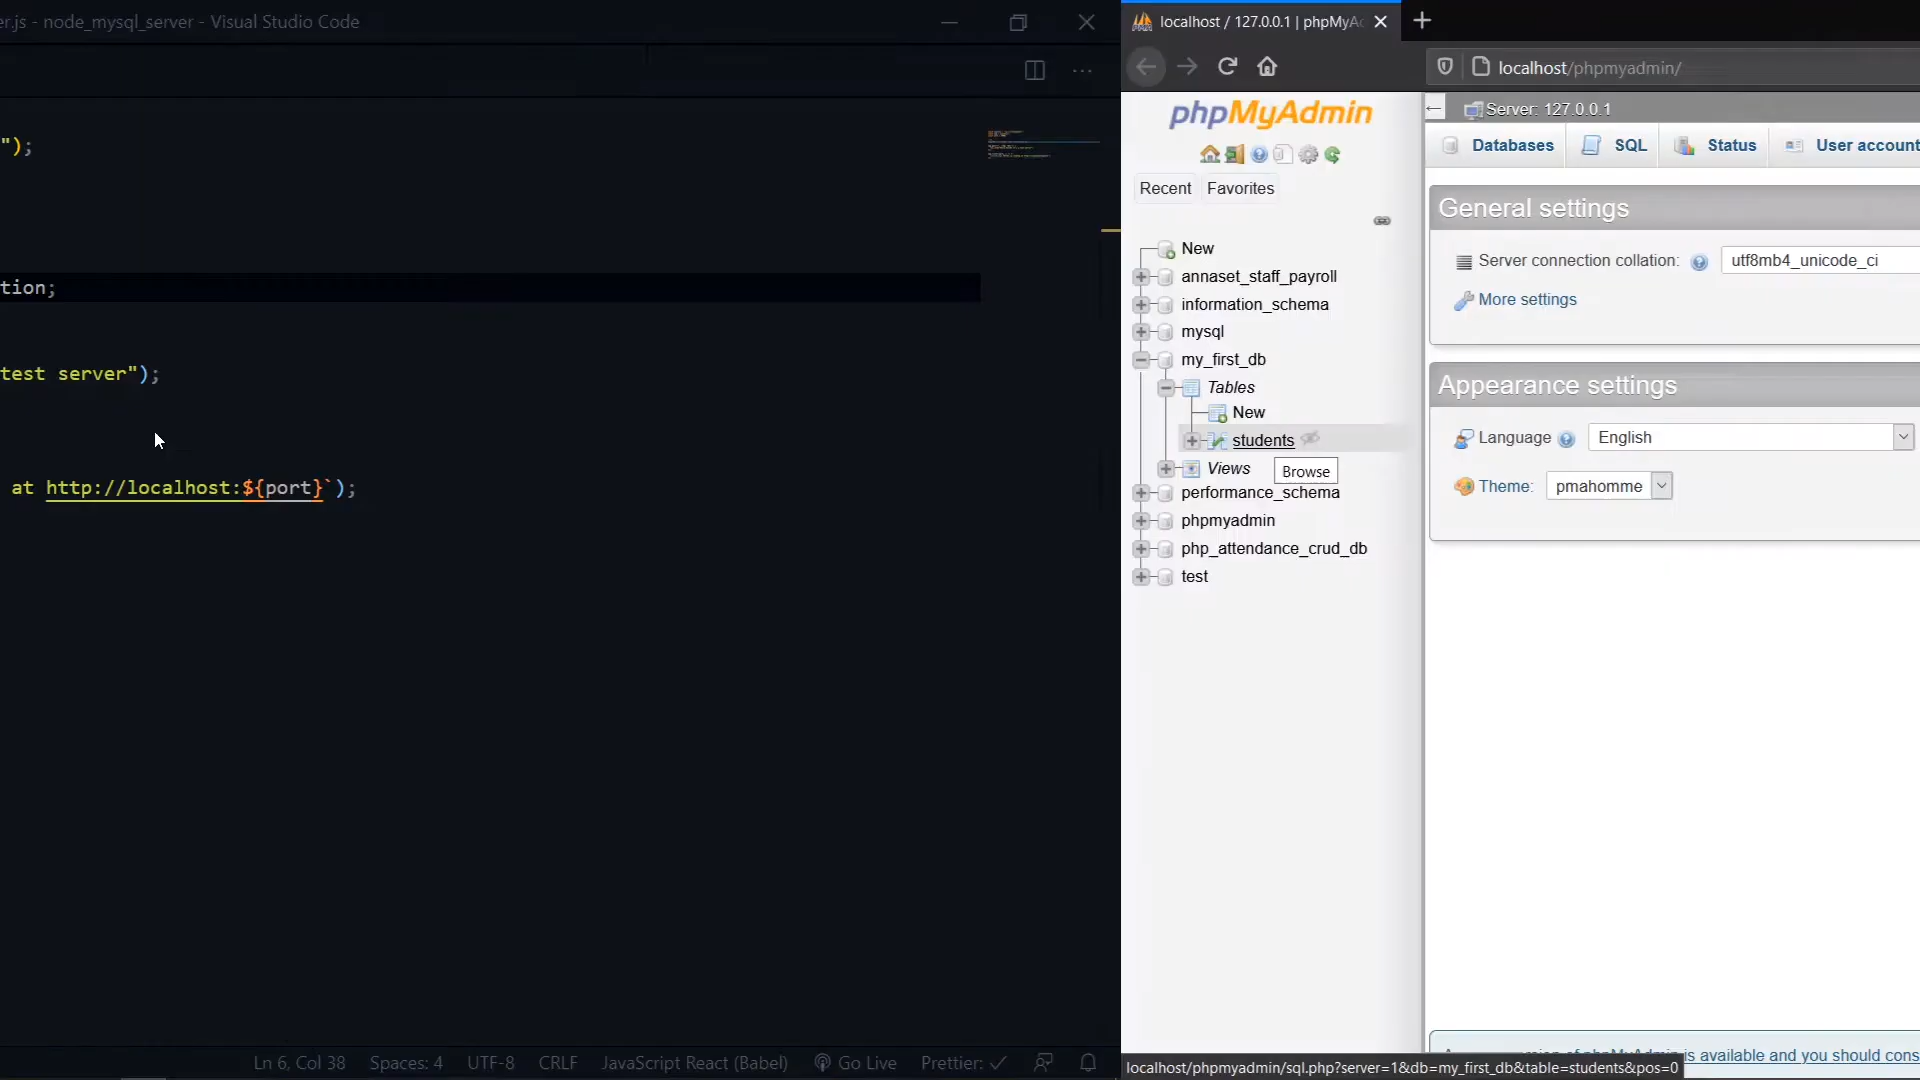 er.js - node_mysql_server - Visual Studio Code
");
tion;
test server");
at http://localhost:${port}`);
Ln 6, Col 38 Spaces: 4 UTF-8 CRLF JavaScript React (Babel) Go Live Prettier: ✓
localhost / 127.0.0.1 | phpMyAd
localhost/phpmyadmin/
phpMyAdmin
Recent Favorites
New
annaset_staff_payroll
information_schema
mysql
my_first_db
Tables
New
students
Views
Browse
performance_schema
phpmyadmin
php_attendance_crud_db
test
Server: 127.0.0.1
Databases SQL Status User account
General settings
Server connection collation: utf8mb4_unicode_ci
More settings
Appearance settings
Language English
Theme: pmahomme
version of phpMyAdmin is available and you should cons
localhost/phpmyadmin/sql.php?server=1&db=my_first_db&table=students&pos=0